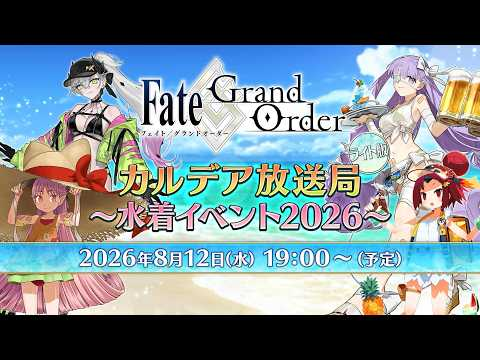 Fate Grand Order
フェイト/グランドオーダー
カルデア放送局
ライト版
～水着イベント2026～
2026年8月12日(水) 19:00～(予定)